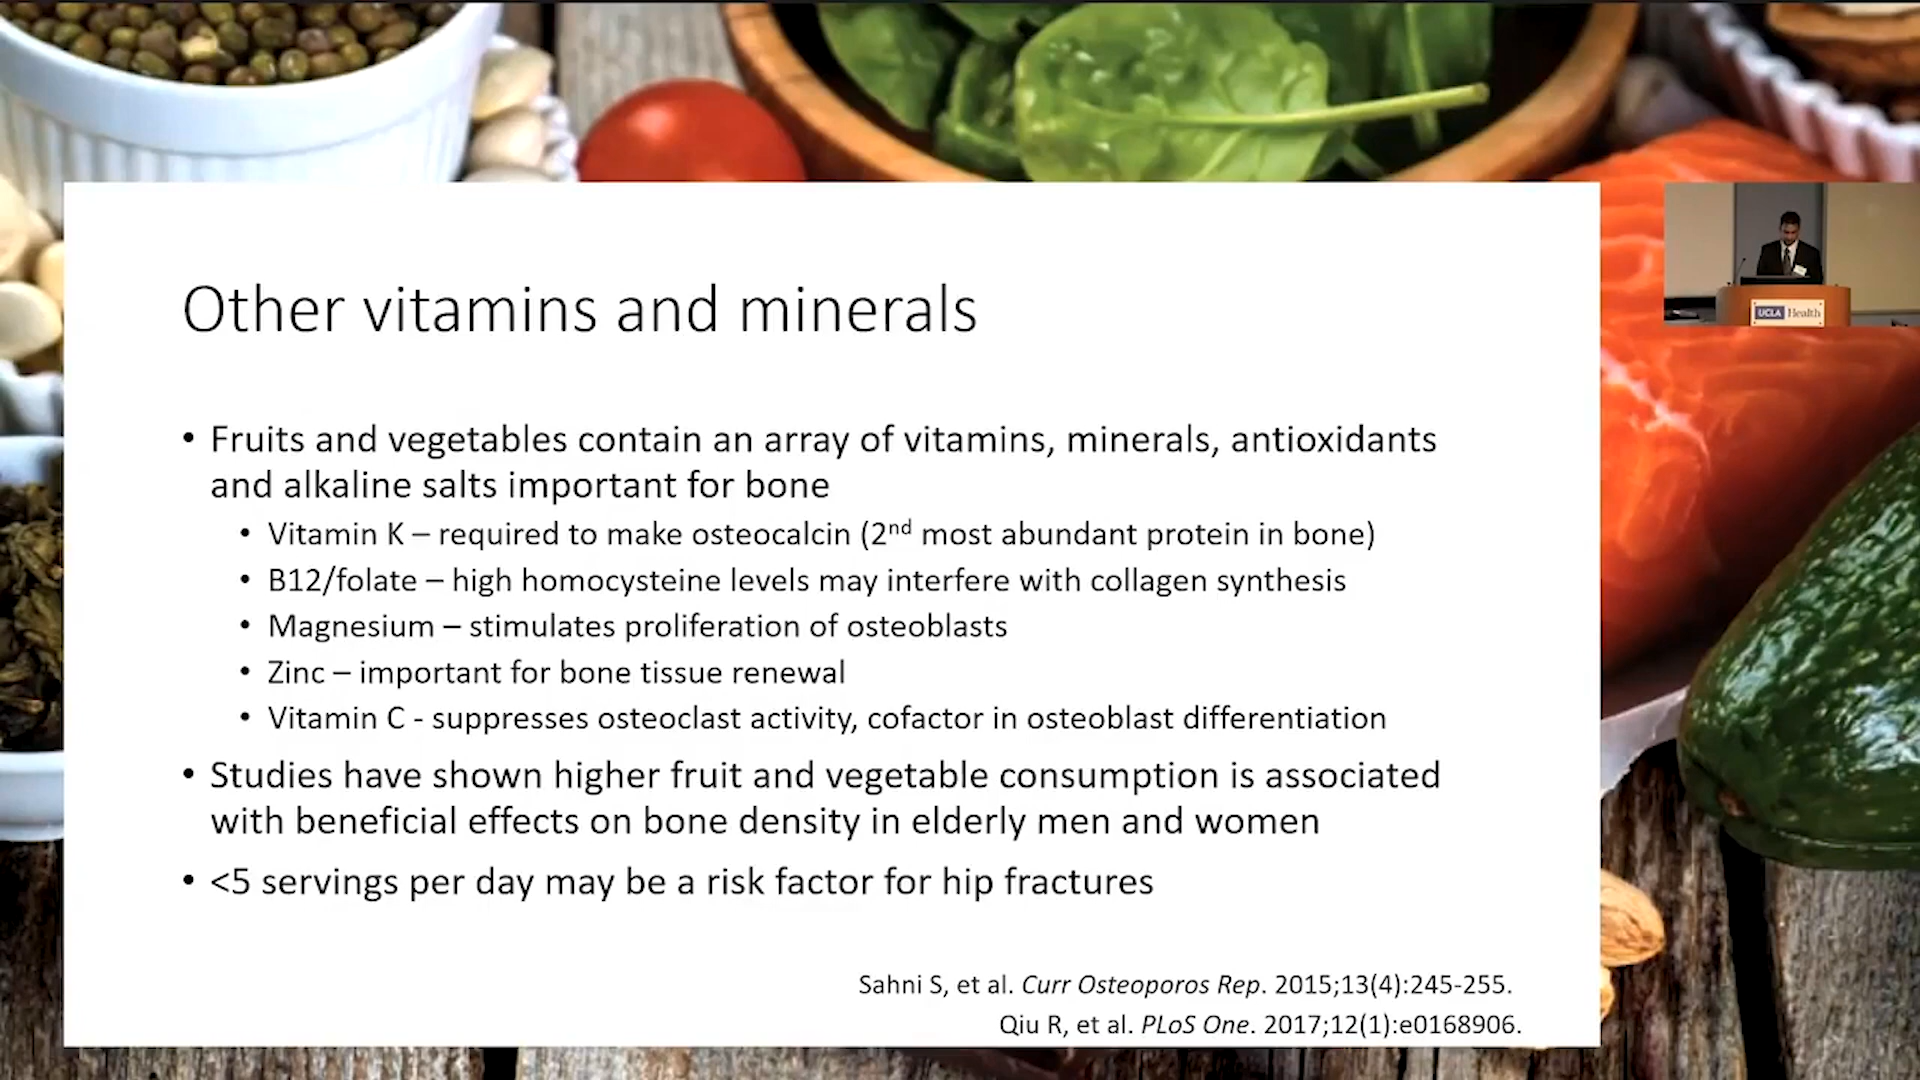 Other vitamins and minerals
• Fruits and vegetables contain an array of vitamins, minerals, antioxidants
and alkaline salts important for bone
• Vitamin K – required to make osteocalcin (2nd most abundant protein in bone)
• B12/folate – high homocysteine levels may interfere with collagen synthesis
• Magnesium – stimulates proliferation of osteoblasts
• Zinc – important for bone tissue renewal
• Vitamin C - suppresses osteoclast activity, cofactor in osteoblast differentiation
• Studies have shown higher fruit and vegetable consumption is associated
with beneficial effects on bone density in elderly men and women
• <5 servings per day may be a risk factor for hip fractures
Sahni S, et al. Curr Osteoporos Rep. 2015;13(4):245-255.
Qiu R, et al. PLoS One. 2017;12(1):e0168906.
UCLA Health